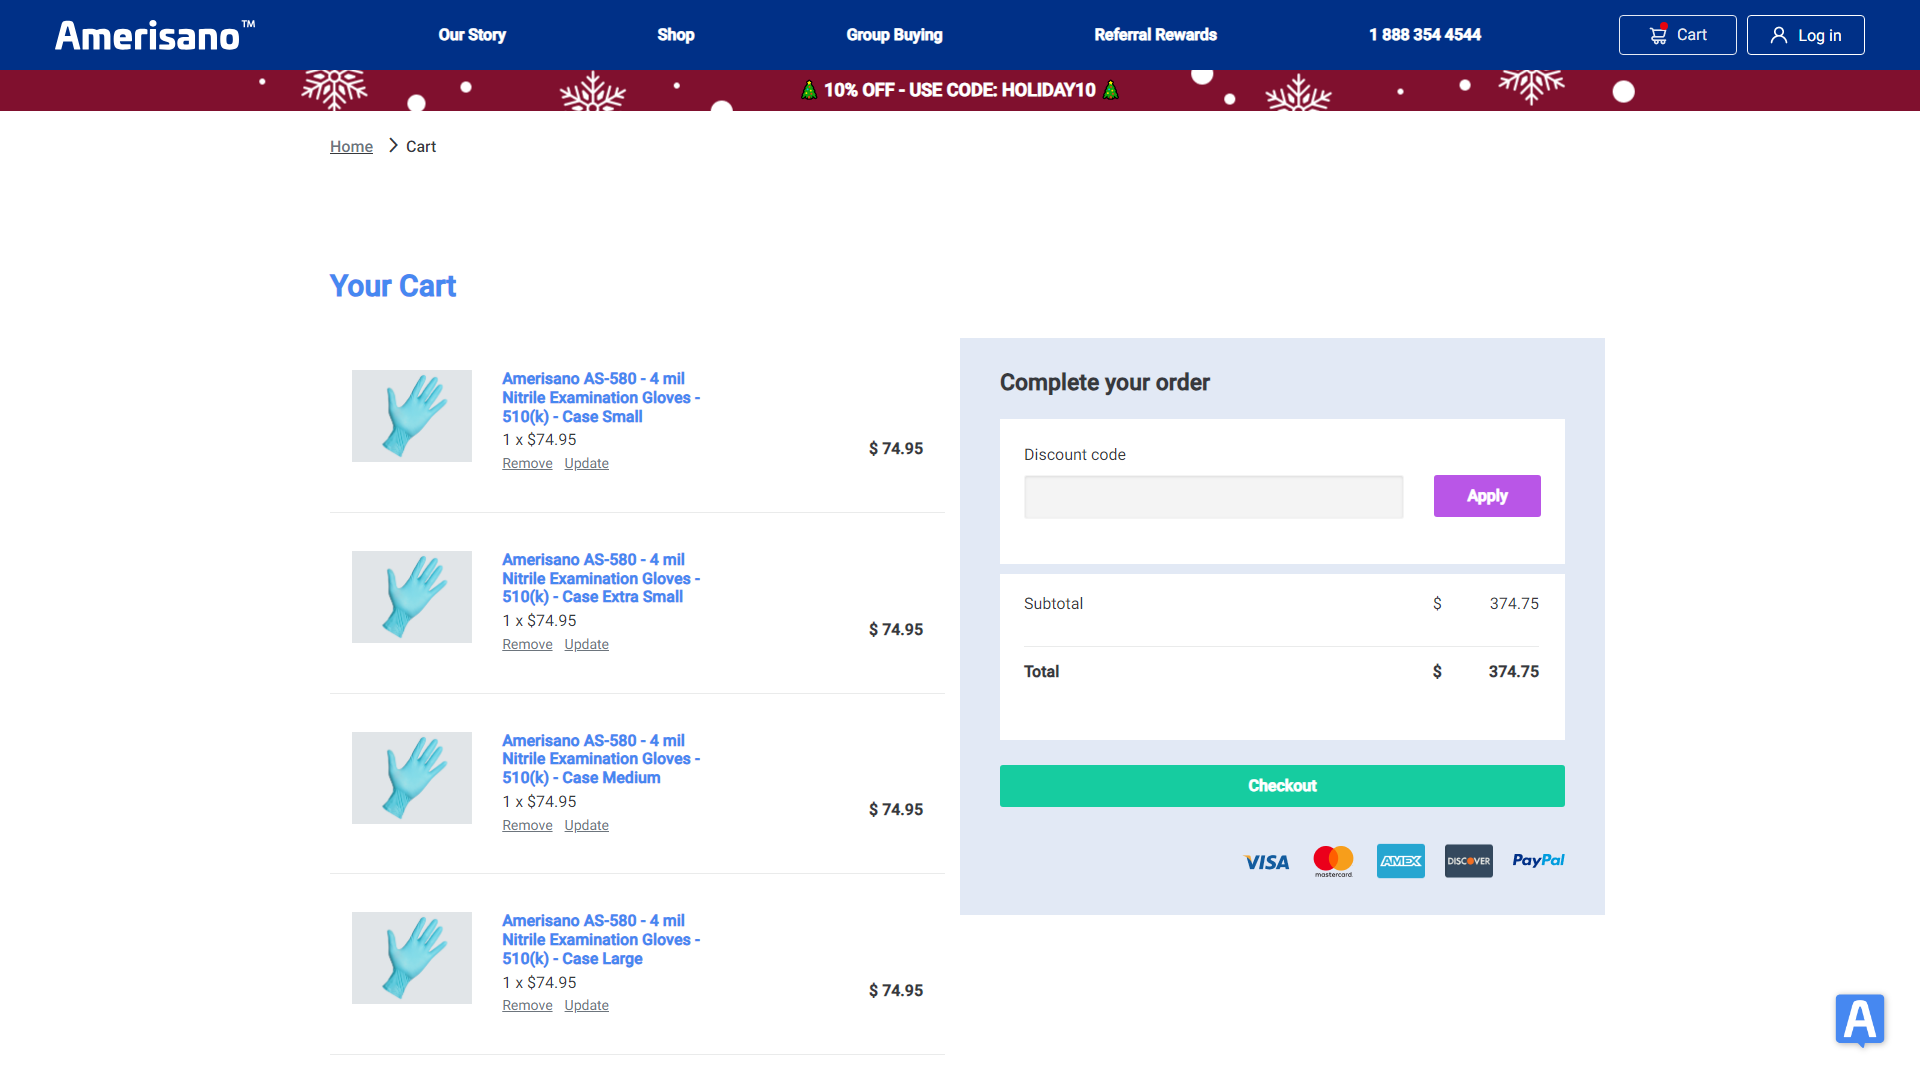 Amerisano™
Our Story
Shop
Group Buying
Referral Rewards
1 888 354 4544
Cart
Log in
10% OFF - USE CODE: HOLIDAY10
Home
Cart
Your Cart
Amerisano AS-580 - 4 mil
Nitrile Examination Gloves -
510(k) - Case Small
1 x $74.95
Remove Update
$ 74.95
Amerisano AS-580 - 4 mil
Nitrile Examination Gloves -
510(k) - Case Extra Small
1 x $74.95
Remove Update
$ 74.95
Amerisano AS-580 - 4 mil
Nitrile Examination Gloves -
510(k) - Case Medium
1 x $74.95
Remove Update
$ 74.95
Amerisano AS-580 - 4 mil
Nitrile Examination Gloves -
510(k) - Case Large
1 x $74.95
Remove Update
$ 74.95
Complete your order
Discount code
Apply
Subtotal $ 374.75
Total $ 374.75
Checkout
VISA
mastercard.
AMEX
DISCOVER
PayPal
A